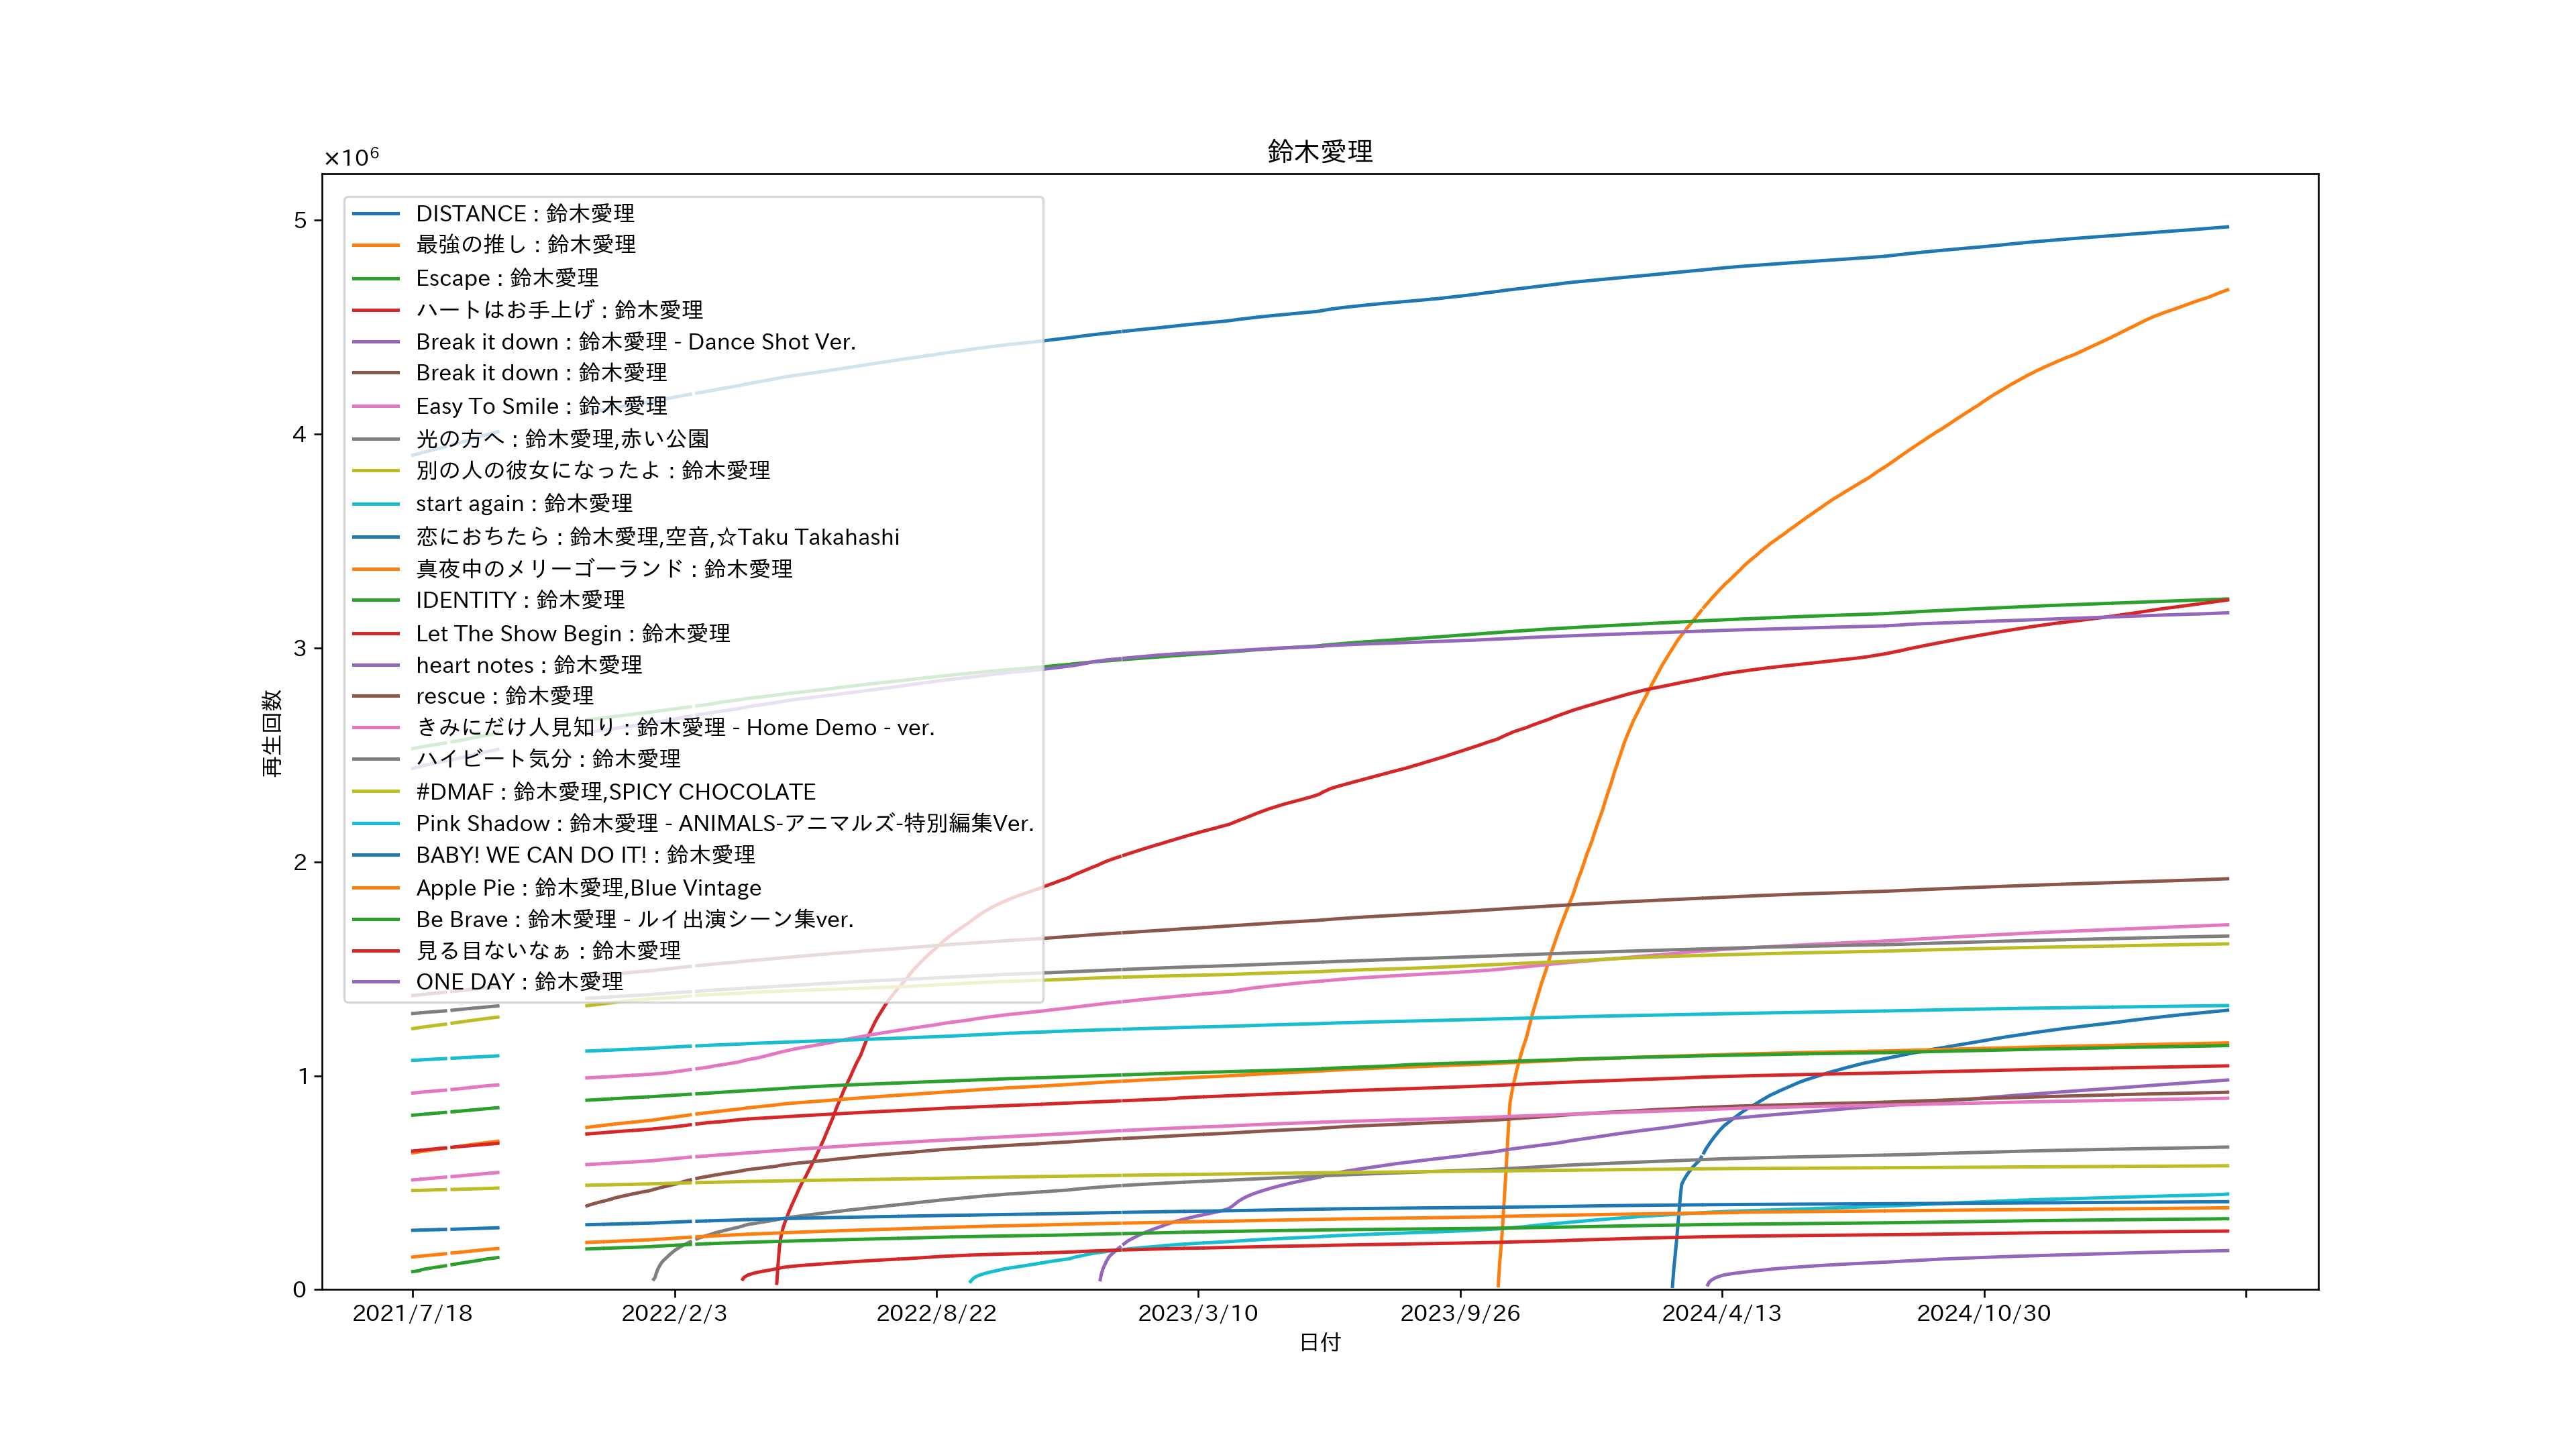 鈴木愛理
×10⁶
5
4
3
2
1
0
再生回数
DISTANCE : 鈴木愛理
最強の推し : 鈴木愛理
Escape : 鈴木愛理
ハートはお手上げ : 鈴木愛理
Break it down : 鈴木愛理 - Dance Shot Ver.
Break it down : 鈴木愛理
Easy To Smile : 鈴木愛理
光の方へ : 鈴木愛理,赤い公園
別の人の彼女になったよ : 鈴木愛理
start again : 鈴木愛理
恋におちたら : 鈴木愛理,空音,☆Taku Takahashi
真夜中のメリーゴーランド : 鈴木愛理
IDENTITY : 鈴木愛理
Let The Show Begin : 鈴木愛理
heart notes : 鈴木愛理
rescue : 鈴木愛理
きみにだけ人見知り : 鈴木愛理 - Home Demo - ver.
ハイビート気分 : 鈴木愛理
#DMAF : 鈴木愛理,SPICY CHOCOLATE
Pink Shadow : 鈴木愛理 - ANIMALS-アニマルズ-特別編集Ver.
BABY! WE CAN DO IT! : 鈴木愛理
Apple Pie : 鈴木愛理,Blue Vintage
Be Brave : 鈴木愛理 - ルイ出演シーン集ver.
見る目ないなぁ : 鈴木愛理
ONE DAY : 鈴木愛理
2021/7/18 2022/2/3 2022/8/22 2023/3/10 2023/9/26 2024/4/13 2024/10/30
日付